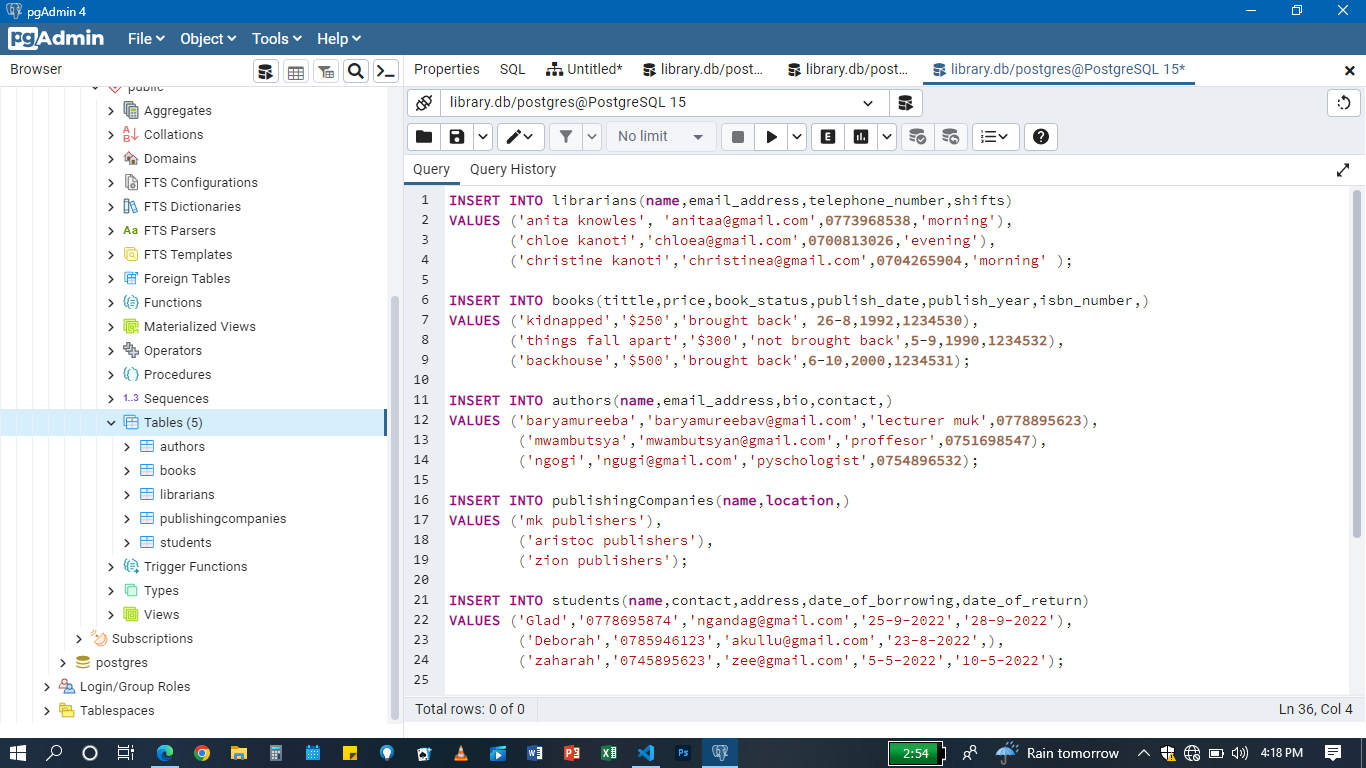 pgAdmin 4
pgAdmin File Object Tools Help
Browser
Properties SQL Untitled* library.db/post... library.db/post... library.db/postgres@PostgreSQL 15*
public
Aggregates
Collations
Domains
FTS Configurations
FTS Dictionaries
Aa FTS Parsers
FTS Templates
Foreign Tables
Functions
Materialized Views
Operators
Procedures
1..3 Sequences
Tables (5)
authors
books
librarians
publishingcompanies
students
Trigger Functions
Types
Views
Subscriptions
postgres
Login/Group Roles
Tablespaces
library.db/postgres@PostgreSQL 15
No limit
Query Query History
1 INSERT INTO librarians(name,email_address,telephone_number,shifts)
2 VALUES ('anita knowles', 'anitaa@gmail.com',0773968538,'morning'),
3 ('chloe kanoti','chloea@gmail.com',0700813026,'evening'),
4 ('christine kanoti','christinea@gmail.com',0704265904,'morning' );
5
6 INSERT INTO books(tittle,price,book_status,publish_date,publish_year,isbn_number,)
7 VALUES ('kidnapped','$250','brought back', 26-8,1992,1234530),
8 ('things fall apart','$300','not brought back',5-9,1990,1234532),
9 ('backhouse','$500','brought back',6-10,2000,1234531);
10
11 INSERT INTO authors(name,email_address,bio,contact,)
12 VALUES ('baryamureeba','baryamureebav@gmail.com','lecturer muk',0778895623),
13 ('mwambutsya','mwambutsyan@gmail.com','proffesor',0751698547),
14 ('ngogi','ngugi@gmail.com','pyschologist',0754896532);
15
16 INSERT INTO publishingCompanies(name,location,)
17 VALUES ('mk publishers'),
18 ('aristoc publishers'),
19 ('zion publishers');
20
21 INSERT INTO students(name,contact,address,date_of_borrowing,date_of_return)
22 VALUES ('Glad','0778695874','ngandag@gmail.com','25-9-2022','28-9-2022'),
23 ('Deborah','0785946123','akullu@gmail.com','23-8-2022',),
24 ('zaharah','0745895623','zee@gmail.com','5-5-2022','10-5-2022');
25
Total rows: 0 of 0 Ln 36, Col 4
2:54 Rain tomorrow 4:18 PM